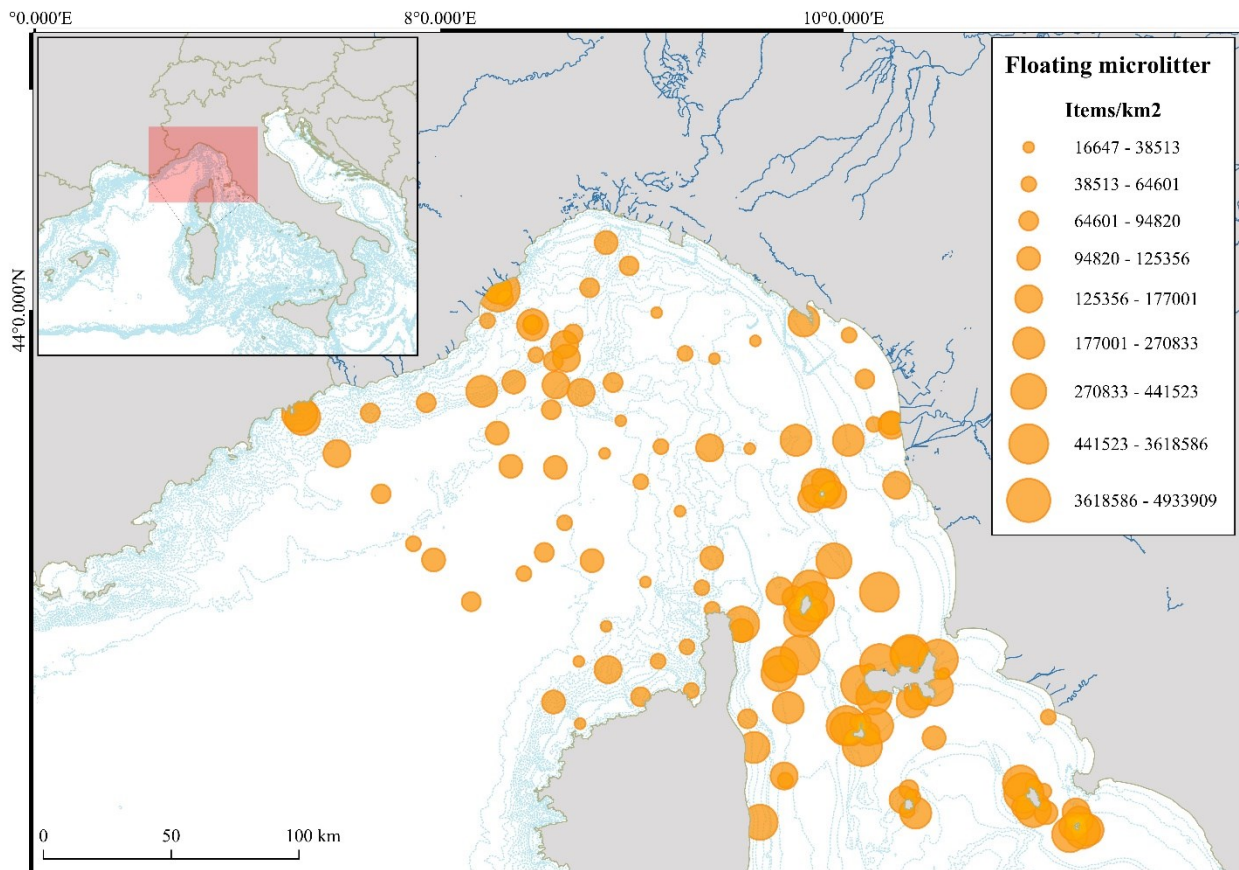 °0.000'E 8°0.000'E 10°0.000'E
44°0.000'N
Floating microlitter
Items/km2
16647 - 38513
38513 - 64601
64601 - 94820
94820 - 125356
125356 - 177001
177001 - 270833
270833 - 441523
441523 - 3618586
3618586 - 4933909
0 50 100 km